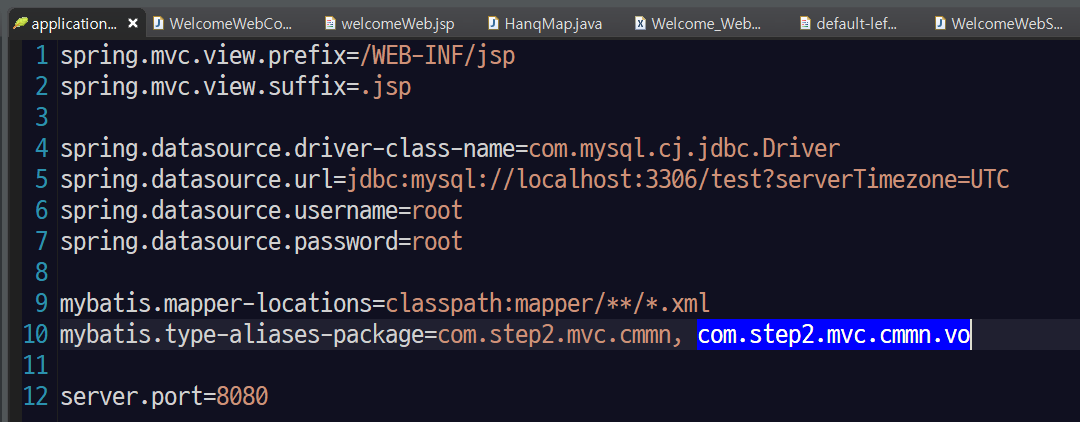 application... WelcomeWebCo... welcomeWeb.jsp HanqMap.java Welcome_Web... default-lef... WelcomeWebS...
1 spring.mvc.view.prefix=/WEB-INF/jsp
2 spring.mvc.view.suffix=.jsp
3
4 spring.datasource.driver-class-name=com.mysql.cj.jdbc.Driver
5 spring.datasource.url=jdbc:mysql://localhost:3306/test?serverTimezone=UTC
6 spring.datasource.username=root
7 spring.datasource.password=root
8
9 mybatis.mapper-locations=classpath:mapper/**/*.xml
10 mybatis.type-aliases-package=com.step2.mvc.cmmn, com.step2.mvc.cmmn.vo
11
12 server.port=8080